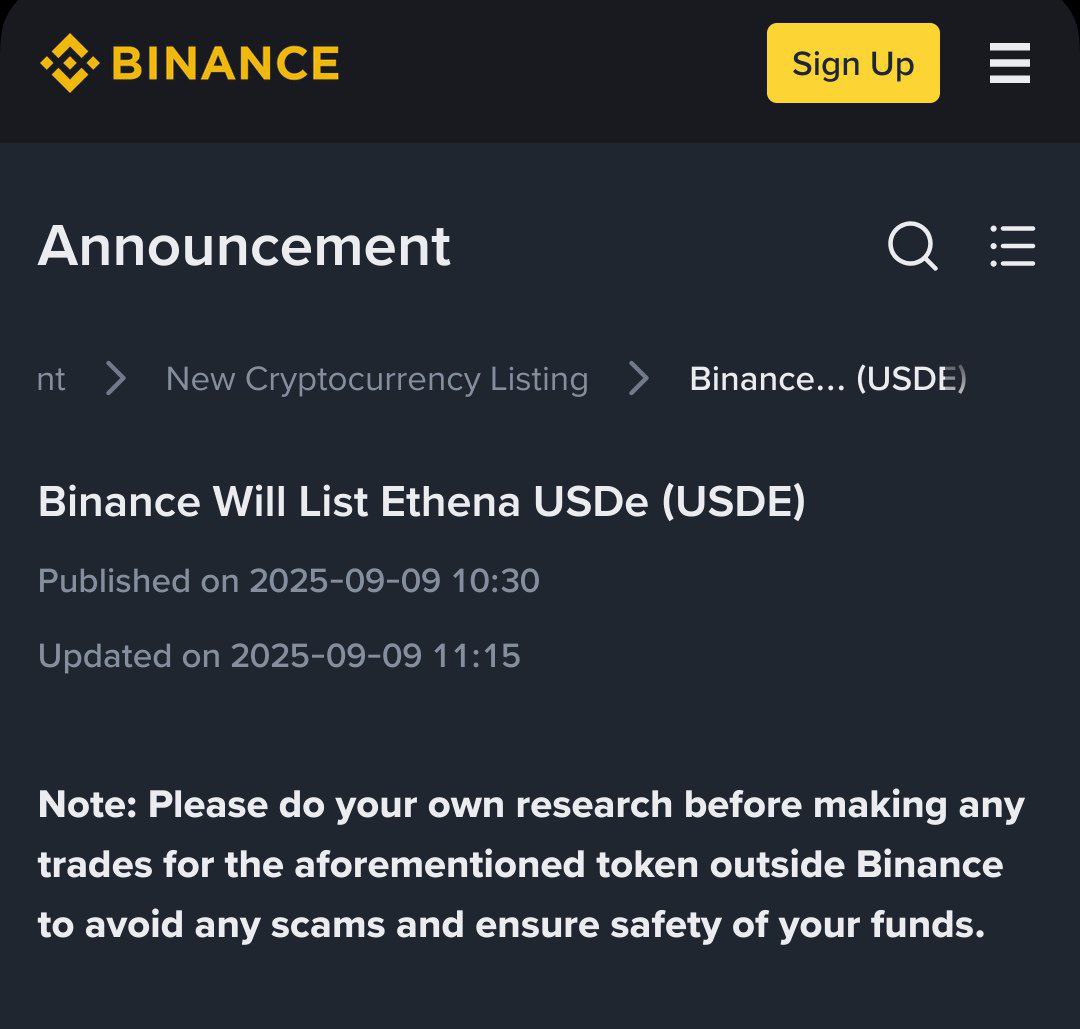 BINANCE
Sign Up
Announcement
nt
New Cryptocurrency Listing
Binance... (USDE)
Binance Will List Ethena USDe (USDE)
Published on 2025-09-09 10:30
Updated on 2025-09-09 11:15
Note: Please do your own research before making any
trades for the aforementioned token outside Binance
to avoid any scams and ensure safety of your funds.